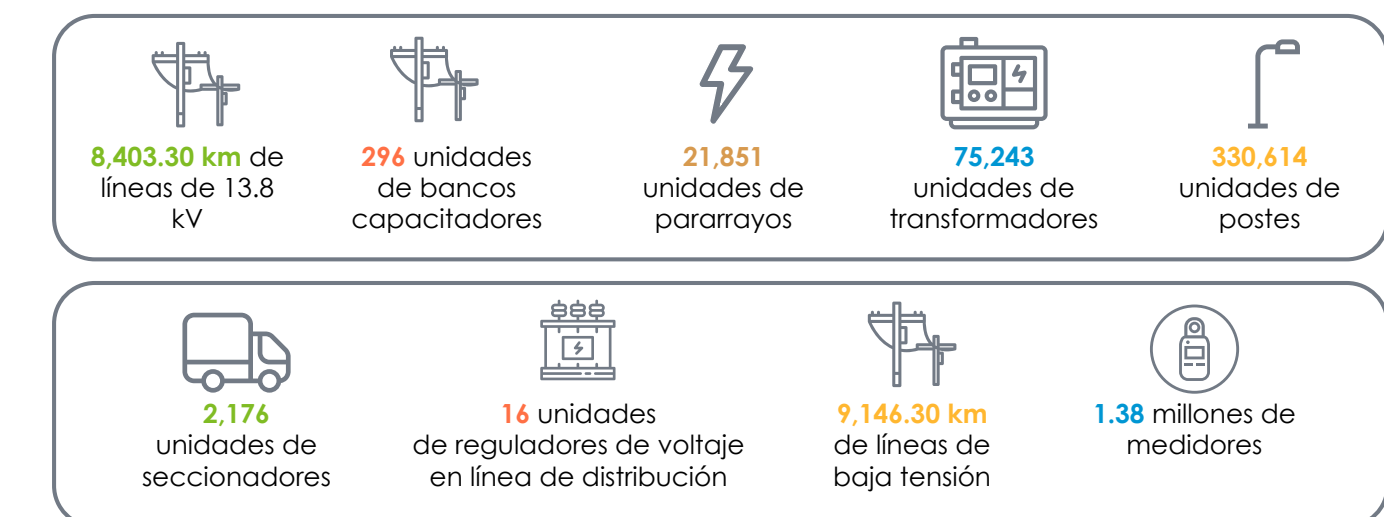 8,403.30 km de
líneas de 13.8
kV
296 unidades
de bancos
capacitadores
21,851
unidades de
pararrayos
75,243
unidades de
transformadores
330,614
unidades de
postes
2,176
unidades de
seccionadores
16 unidades
de reguladores de voltaje
en línea de distribución
9,146.30 km
de líneas de
baja tensión
1.38 millones de
medidores